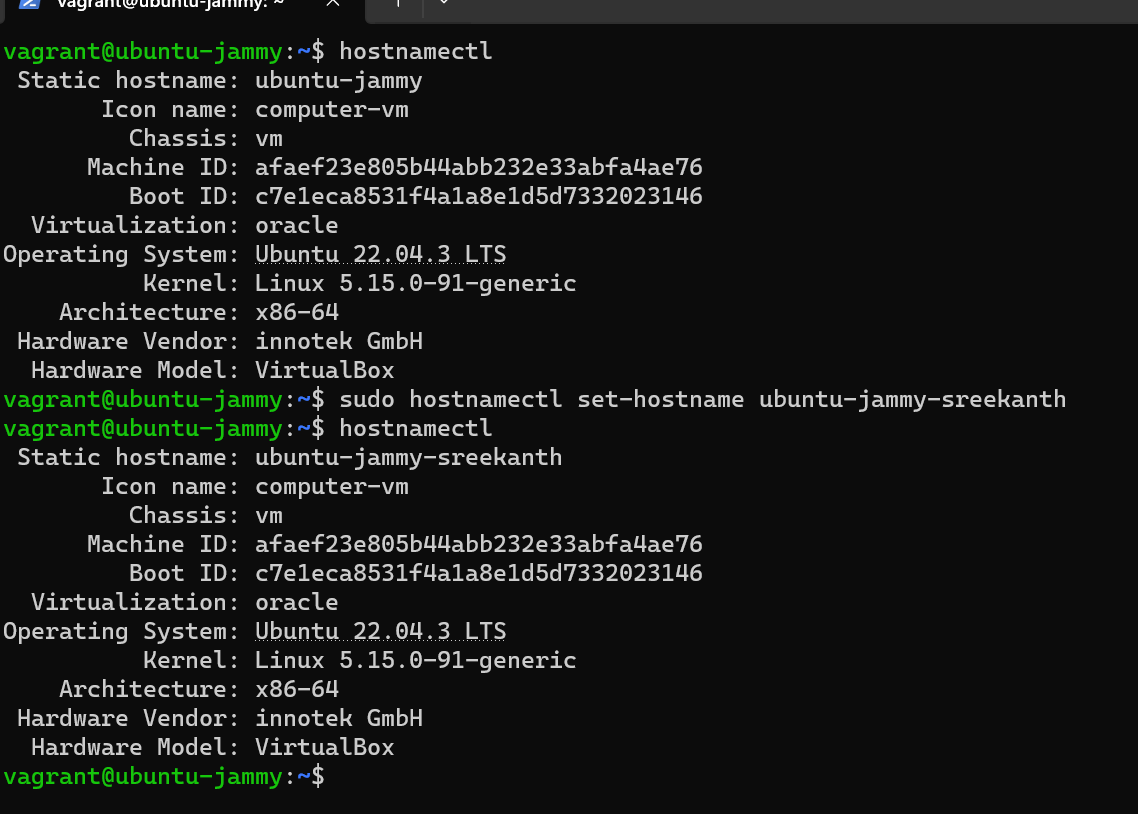 vagrant@ubuntu-jammy: ~
vagrant@ubuntu-jammy:~$ hostnamectl
Static hostname: ubuntu-jammy
Icon name: computer-vm
Chassis: vm
Machine ID: afaef23e805b44abb232e33abfa4ae76
Boot ID: c7e1eca8531f4a1a8e1d5d7332023146
Virtualization: oracle
Operating System: Ubuntu 22.04.3 LTS
Kernel: Linux 5.15.0-91-generic
Architecture: x86-64
Hardware Vendor: innotek GmbH
Hardware Model: VirtualBox
vagrant@ubuntu-jammy:~$ sudo hostnamectl set-hostname ubuntu-jammy-sreekanth
vagrant@ubuntu-jammy:~$ hostnamectl
Static hostname: ubuntu-jammy-sreekanth
Icon name: computer-vm
Chassis: vm
Machine ID: afaef23e805b44abb232e33abfa4ae76
Boot ID: c7e1eca8531f4a1a8e1d5d7332023146
Virtualization: oracle
Operating System: Ubuntu 22.04.3 LTS
Kernel: Linux 5.15.0-91-generic
Architecture: x86-64
Hardware Vendor: innotek GmbH
Hardware Model: VirtualBox
vagrant@ubuntu-jammy:~$